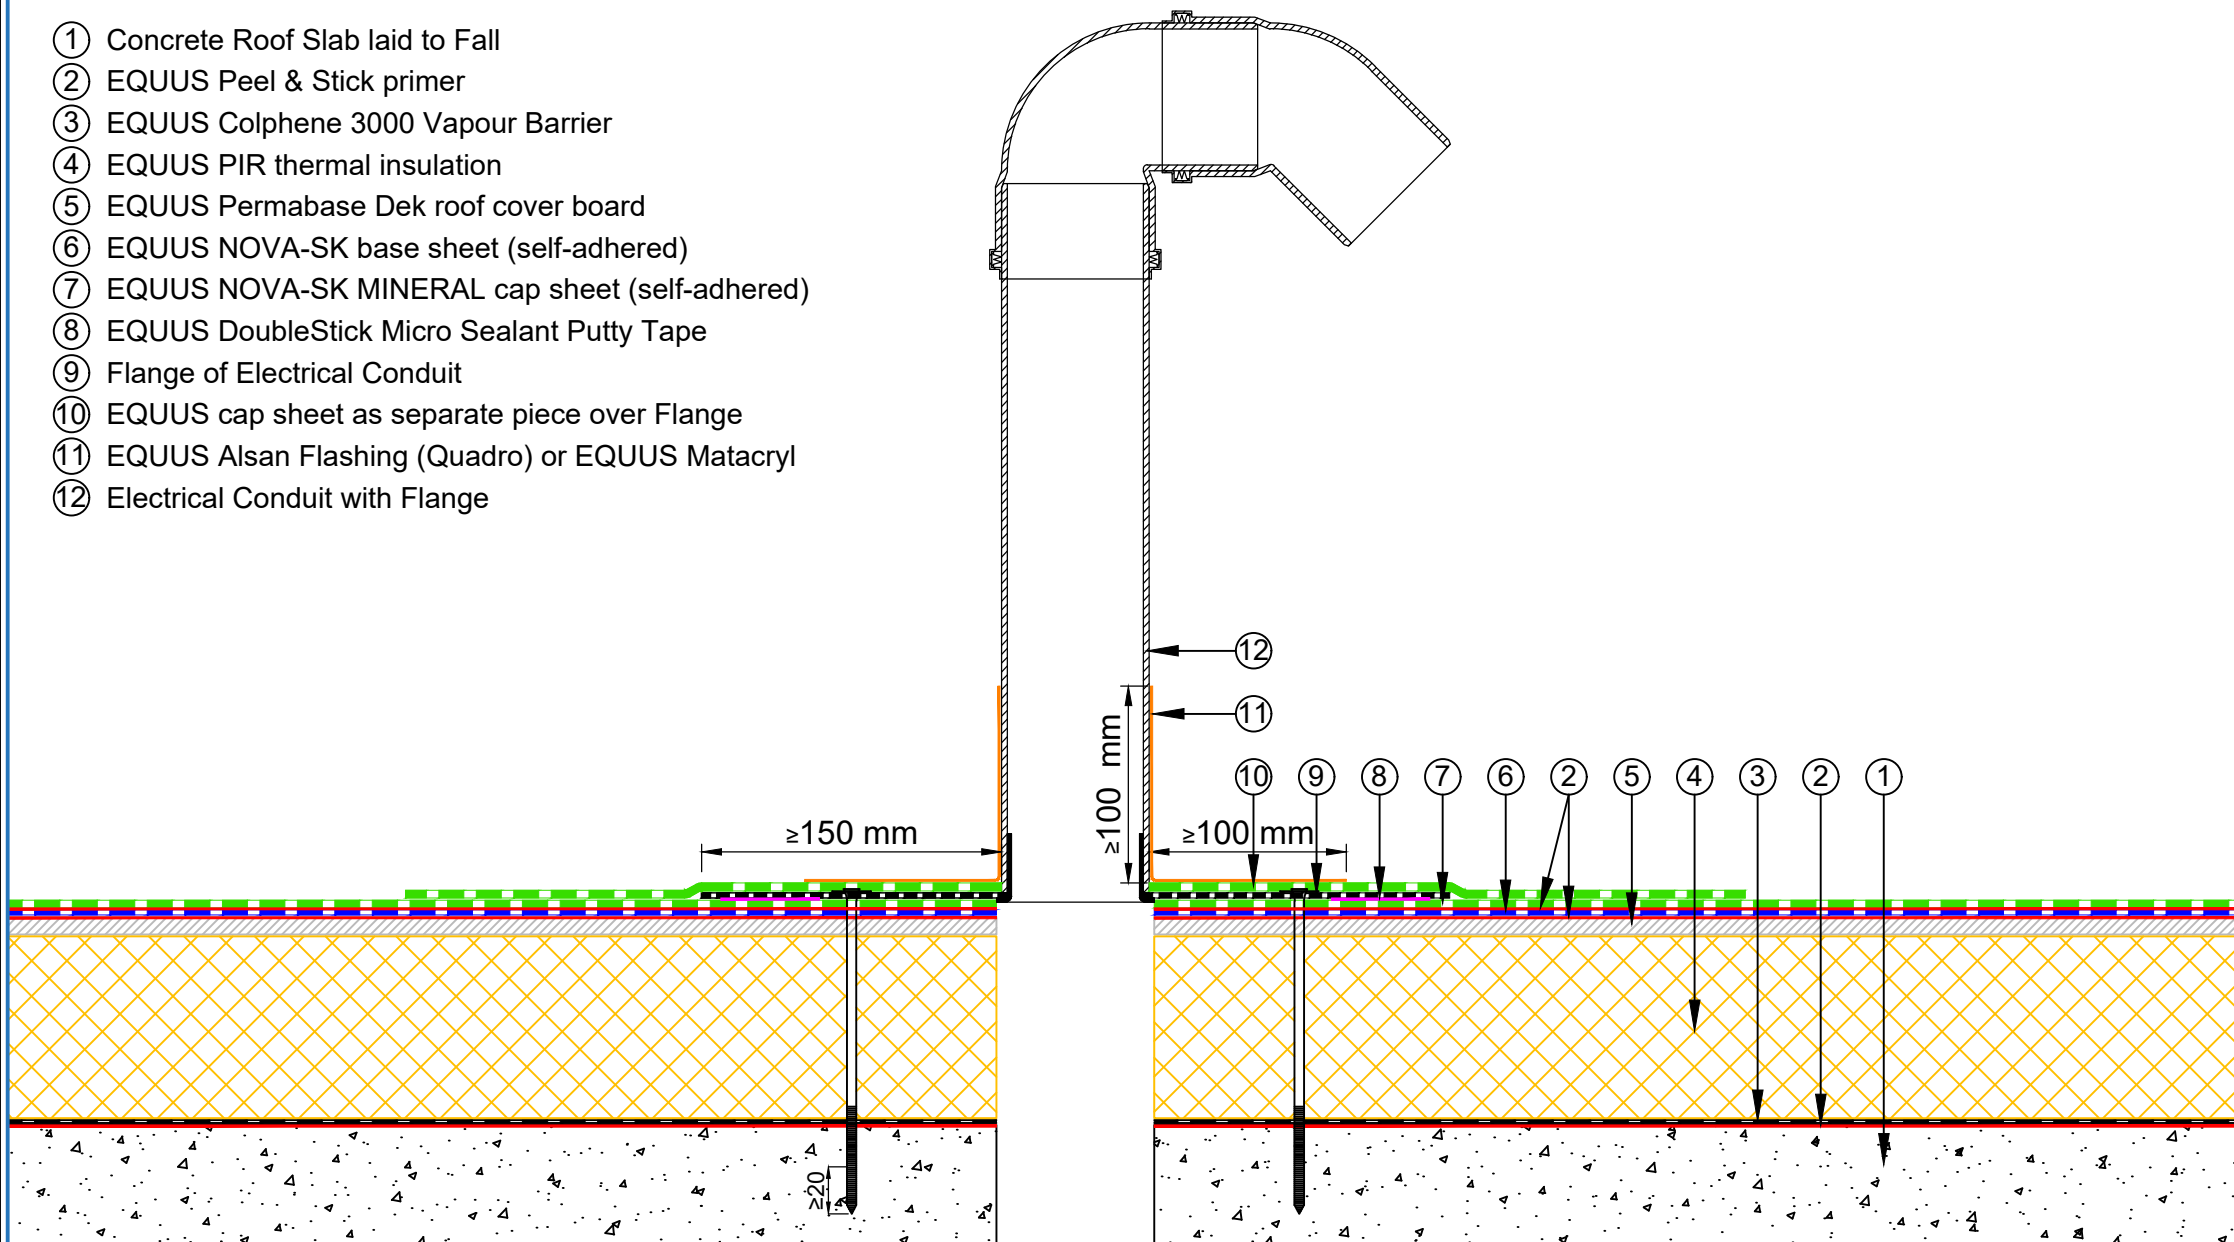 1 Concrete Roof Slab laid to Fall
2 EQUUS Peel & Stick primer
3 EQUUS Colphene 3000 Vapour Barrier
4 EQUUS PIR thermal insulation
5 EQUUS Permabase Dek roof cover board
6 EQUUS NOVA-SK base sheet (self-adhered)
7 EQUUS NOVA-SK MINERAL cap sheet (self-adhered)
8 EQUUS DoubleStick Micro Sealant Putty Tape
9 Flange of Electrical Conduit
10 EQUUS cap sheet as separate piece over Flange
11 EQUUS Alsan Flashing (Quadro) or EQUUS Matacryl
12 Electrical Conduit with Flange
12
11
≥100 mm
10 9 8 7 6 2 5 4 3 2 1
≥150 mm
≥100 mm
≥20